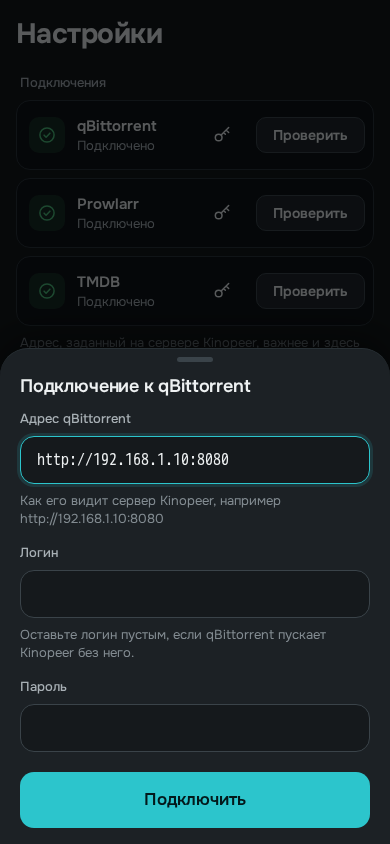 Настройки
Подключения
qBittorrent
Подключено
Проверить
Prowlarr
Подключено
Проверить
TMDB
Подключено
Проверить
Адрес, заданный на сервере Kinopeer, важнее и здесь
Подключение к qBittorrent
Адрес qBittorrent
http://192.168.1.10:8080
Как его видит сервер Kinopeer, например
http://192.168.1.10:8080
Логин
Оставьте логин пустым, если qBittorrent пускает
Kinopeer без него.
Пароль
Подключить